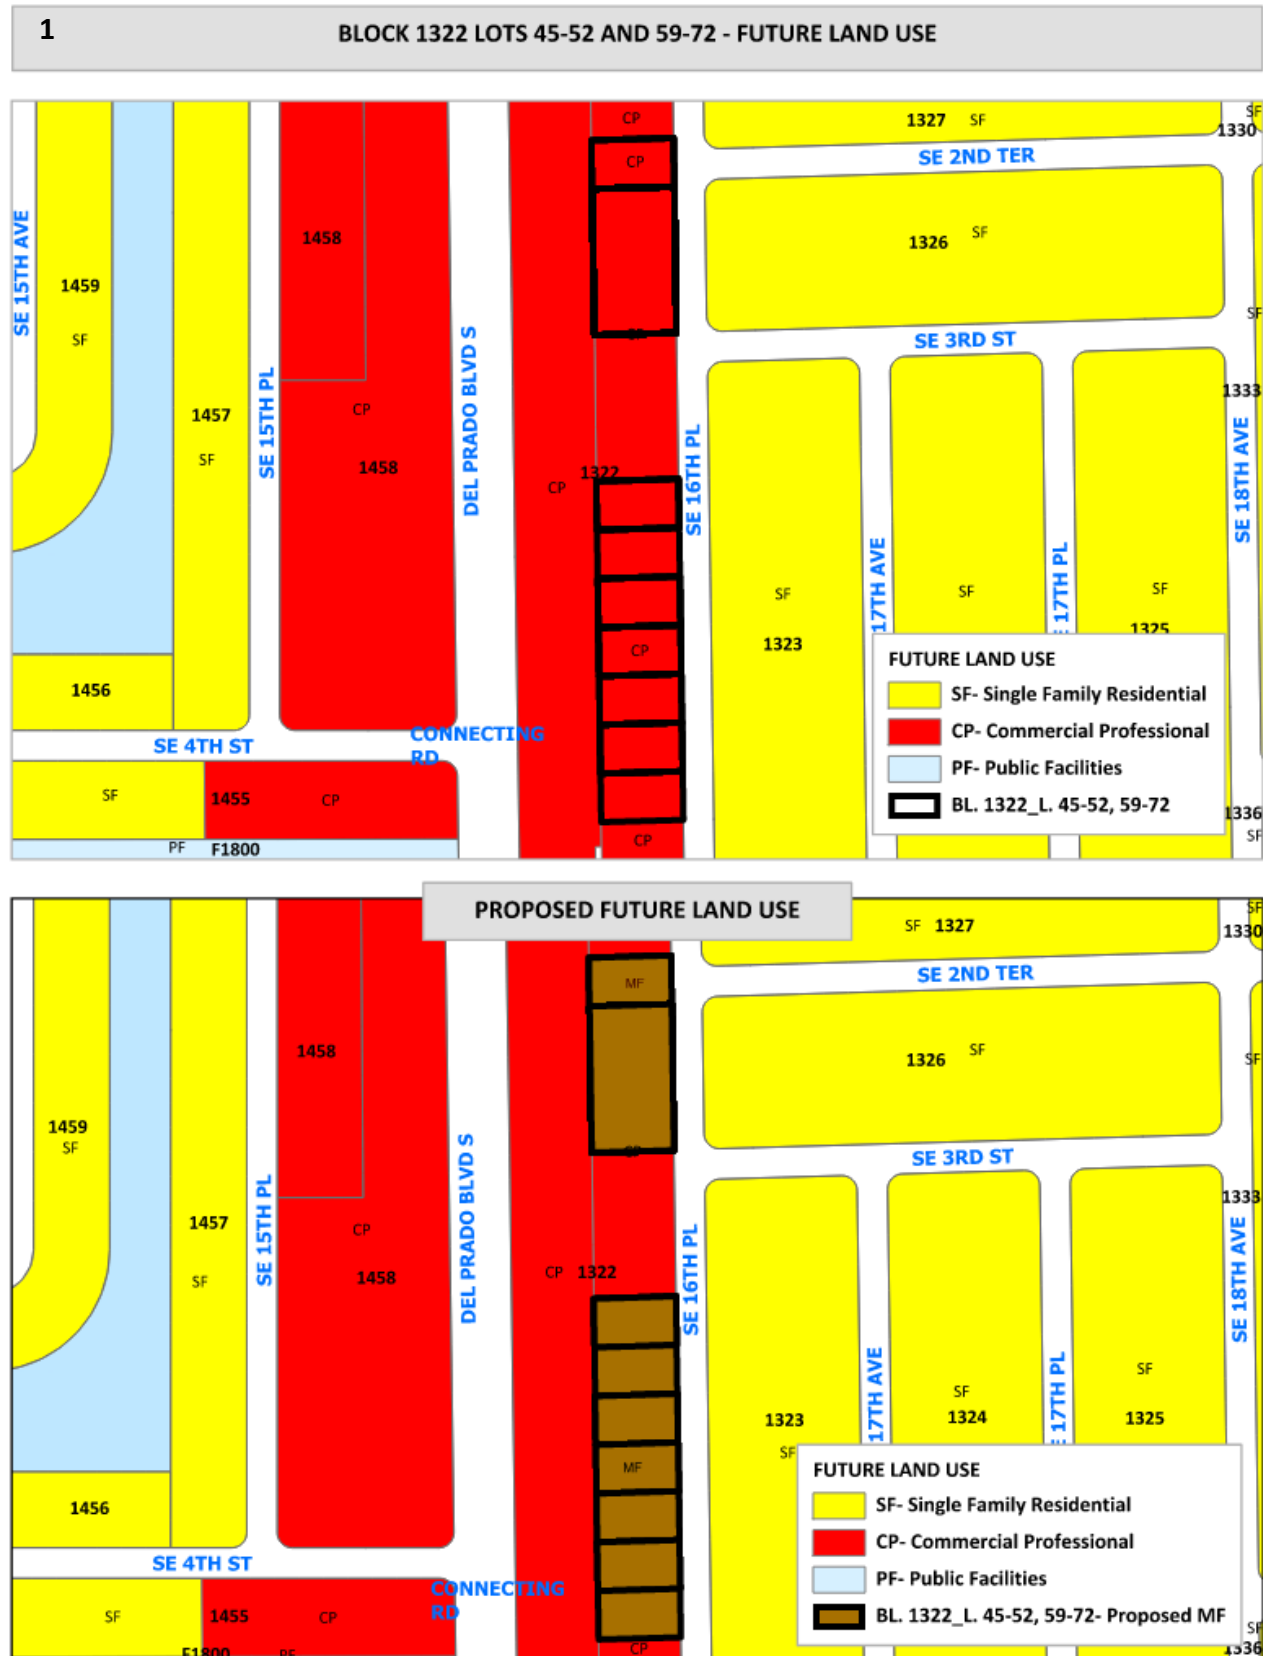 1
BLOCK 1322 LOTS 45-52 AND 59-72 - FUTURE LAND USE
CP
1327 SF
SF
1330
SE 2ND TER
CP
SE 15TH AVE
1458
1326 SF
1459
SF
SF
SE 3RD ST
DEL PRADO BLVD S
1333
SE 15TH PL
CP
1457
SF
1458
1322
CP
SE 16TH PL
SE 18TH AVE
17TH AVE
17TH PL
SF
SF
SF
1323
1325
CP
1456
CONNECTING
RD
SE 4TH ST
SF
1455
CP
CP
PF F1800
FUTURE LAND USE
SF- Single Family Residential
CP- Commercial Professional
PF- Public Facilities
BL. 1322_L. 45-52, 59-72
1336
SF
PROPOSED FUTURE LAND USE
SF 1327
SF
1330
SE 2ND TER
MF
1458
1326 SF
SF
1459
SF
SE 3RD ST
CP
DEL PRADO BLVD S
1333
SE 15TH PL
1457
SF
CP
1458
CP 1322
SE 16TH PL
SE 18TH AVE
17TH AVE
17TH PL
SF
SF
1323
1324
1325
SF
MF
1456
SE 4TH ST
CONNECTING
RD
SF
1455
CP
CP
F1800 PF
FUTURE LAND USE
SF- Single Family Residential
CP- Commercial Professional
PF- Public Facilities
BL. 1322_L. 45-52, 59-72- Proposed MF
SF
1336